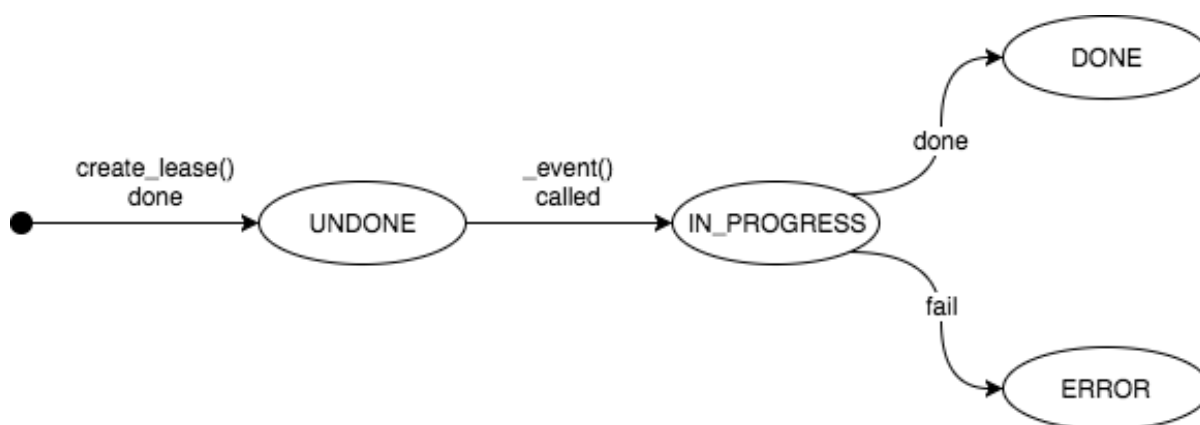 DONE
done
create_lease()
done
_event()
called
UNDONE
IN_PROGRESS
fail
ERROR